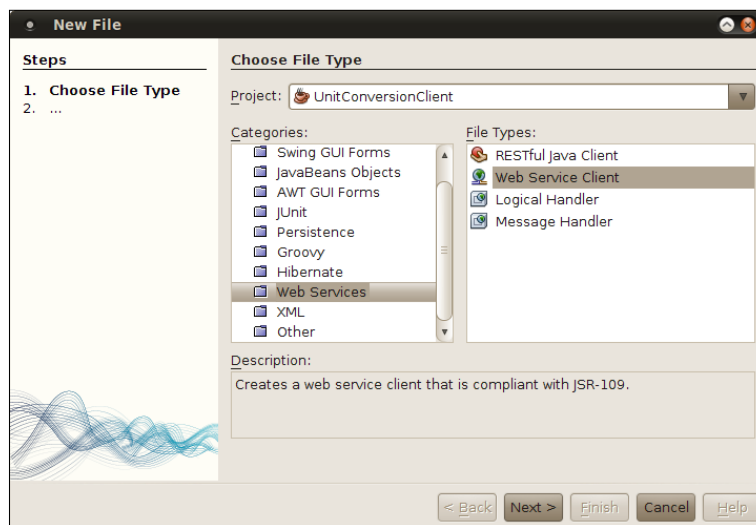 New File
Steps
1. Choose File Type
2. ...
Choose File Type
Project: UnitConversionClient
Categories:
Swing GUI Forms
JavaBeans Objects
AWT GUI Forms
JUnit
Persistence
Groovy
Hibernate
Web Services
XML
Other
File Types:
RESTful Java Client
Web Service Client
Logical Handler
Message Handler
Description:
Creates a web service client that is compliant with JSR-109.
< Back Next > Finish Cancel Help